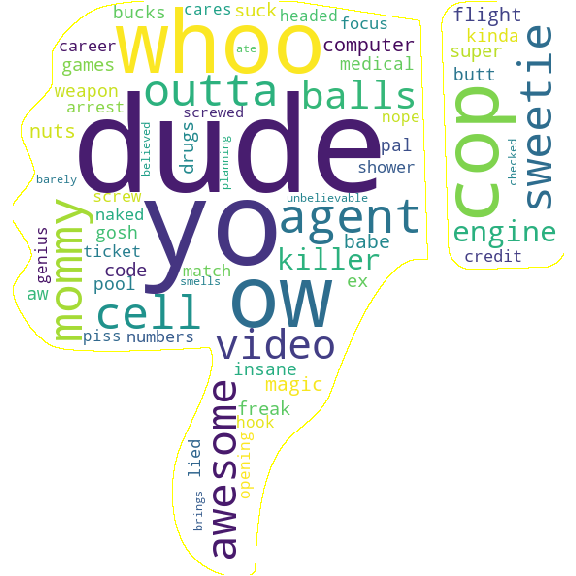 bucks cares suck headed flight
whoo focus kinda
career computer super
games ate medical butt
weapon outta balls
arrest screwed nope
nuts believed drugs planning pal cop checked sweetie
dude shower
barely
screw unbelievable
mommy naked yo agent
gosh babe engine
genius ticket killer credit
code match ex
aw pool smells ow
cell
piss numbers video
insane
magic
awesome freak
hook
lied opening
brings